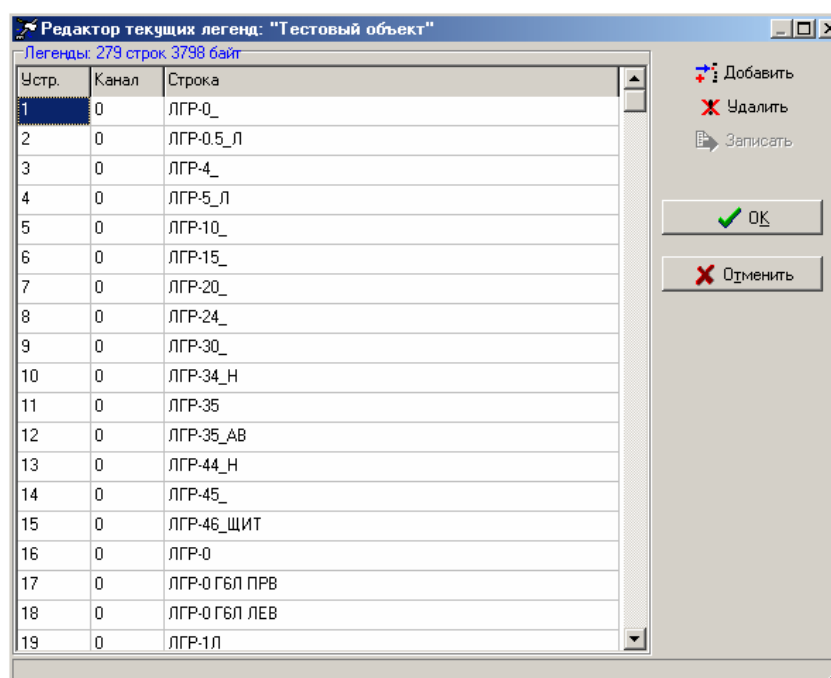 Редактор текущих легенд: "Тестовый объект"
Легенды: 279 строк 3798 байт
Устр. Канал Строка
1 0 ЛГР-0_
2 0 ЛГР-0.5_Л
3 0 ЛГР-4_
4 0 ЛГР-5_Л
5 0 ЛГР-10_
6 0 ЛГР-15_
7 0 ЛГР-20_
8 0 ЛГР-24_
9 0 ЛГР-30_
10 0 ЛГР-34_Н
11 0 ЛГР-35
12 0 ЛГР-35_АВ
13 0 ЛГР-44_Н
14 0 ЛГР-45_
15 0 ЛГР-46_ЩИТ
16 0 ЛГР-0
17 0 ЛГР-0 Г6Л ПРВ
18 0 ЛГР-0 Г6Л ЛЕВ
19 0 ЛГР-1Л
Добавить
Удалить
Записать
OK
Отменить